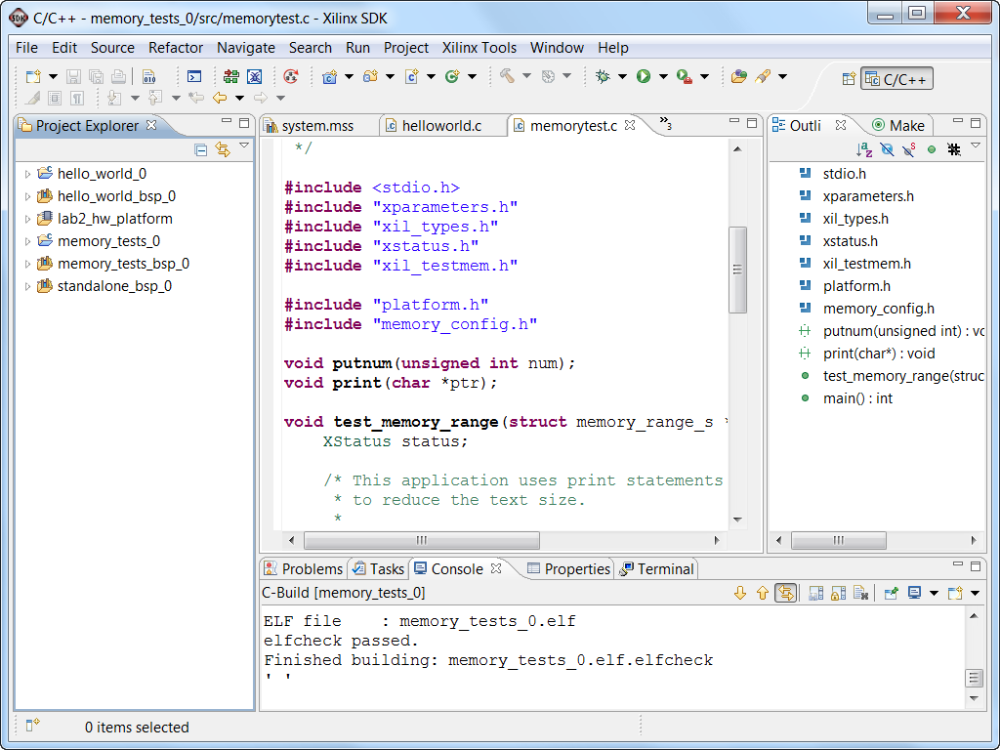 C/C++ - memory_tests_0/src/memorytest.c - Xilinx SDK
File Edit Source Refactor Navigate Search Run Project Xilinx Tools Window Help
C/C++
Project Explorer
hello_world_0
hello_world_bsp_0
lab2_hw_platform
memory_tests_0
memory_tests_bsp_0
standalone_bsp_0
system.mss helloworld.c memorytest.c »3
*/
#include <stdio.h>
#include "xparameters.h"
#include "xil_types.h"
#include "xstatus.h"
#include "xil_testmem.h"
#include "platform.h"
#include "memory_config.h"
void putnum(unsigned int num);
void print(char *ptr);
void test_memory_range(struct memory_range_s *
XStatus status;
/* This application uses print statements
* to reduce the text size.
*
Outli Make
stdio.h
xparameters.h
xil_types.h
xstatus.h
xil_testmem.h
platform.h
memory_config.h
putnum(unsigned int) : vo
print(char*) : void
test_memory_range(struc
main() : int
Problems Tasks Console Properties Terminal
C-Build [memory_tests_0]
ELF file    : memory_tests_0.elf
elfcheck passed.
Finished building: memory_tests_0.elf.elfcheck
' '
0 items selected